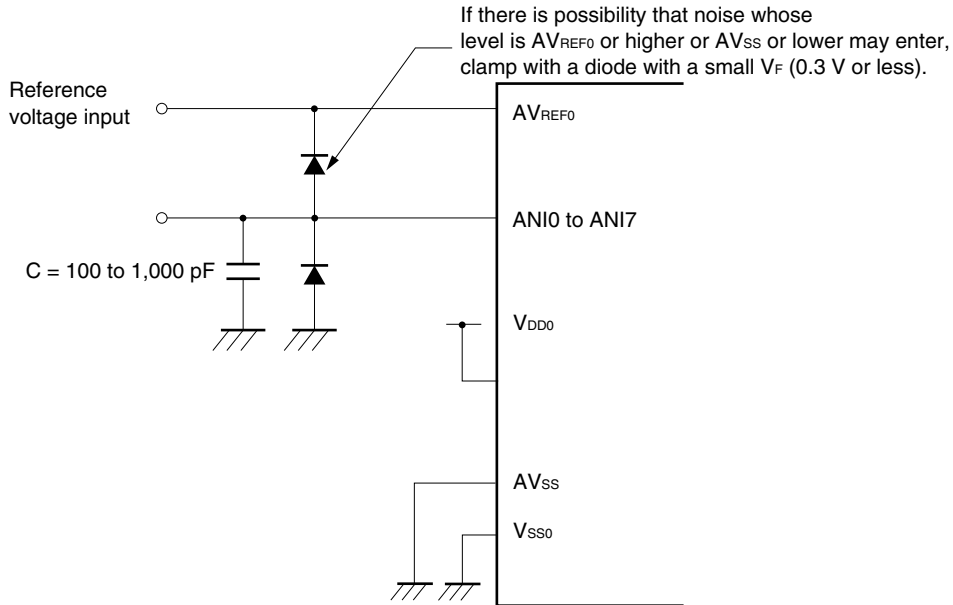 If there is possibility that noise whose
level is AVREF0 or higher or AVSS or lower may enter,
clamp with a diode with a small VF (0.3 V or less).
Reference
voltage input
AVREF0
ANI0 to ANI7
C = 100 to 1,000 pF
VDD0
AVSS
VSS0